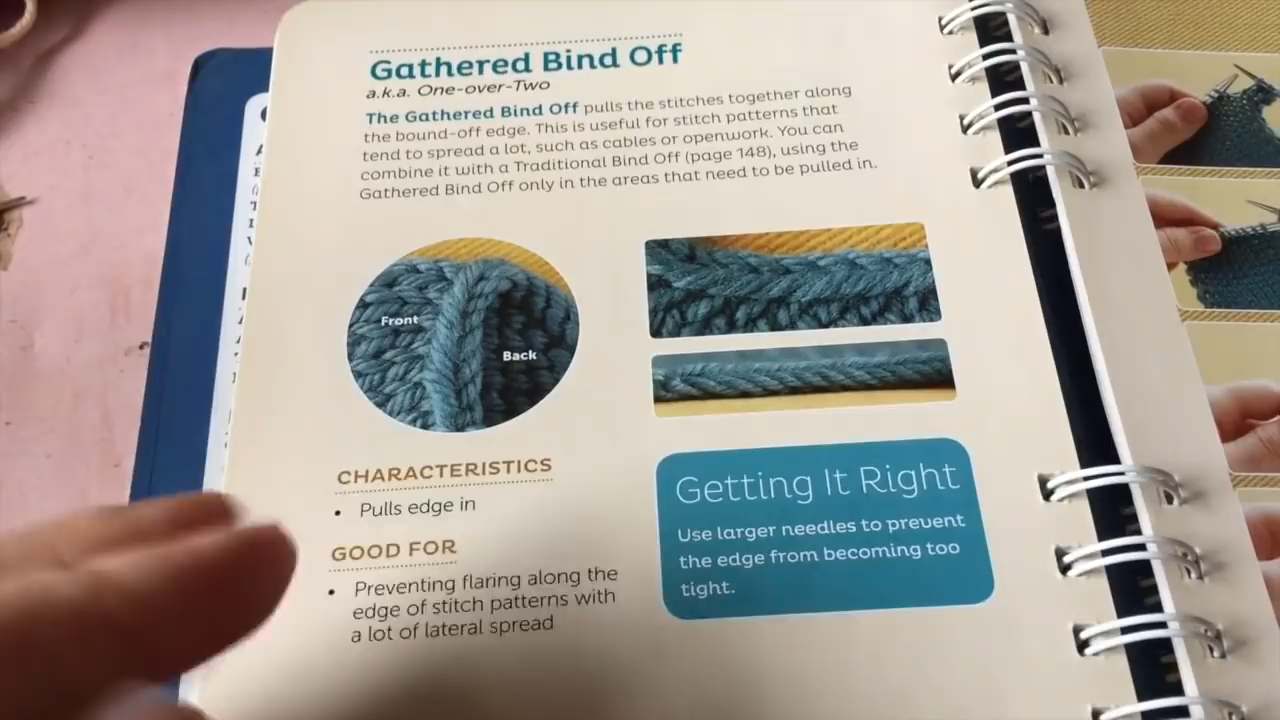 Gathered Bind Off
a.k.a. One-over-Two
The Gathered Bind Off pulls the stitches together along
the bound-off edge. This is useful for stitch patterns that
tend to spread a lot, such as cables or openwork. You can
combine it with a Traditional Bind Off (page 148), using the
Gathered Bind Off only in the areas that need to be pulled in.
Front
Back
CHARACTERISTICS
• Pulls edge in
GOOD FOR
• Preventing flaring along the
edge of stitch patterns with
a lot of lateral spread
Getting It Right
Use larger needles to prevent
the edge from becoming too
tight.